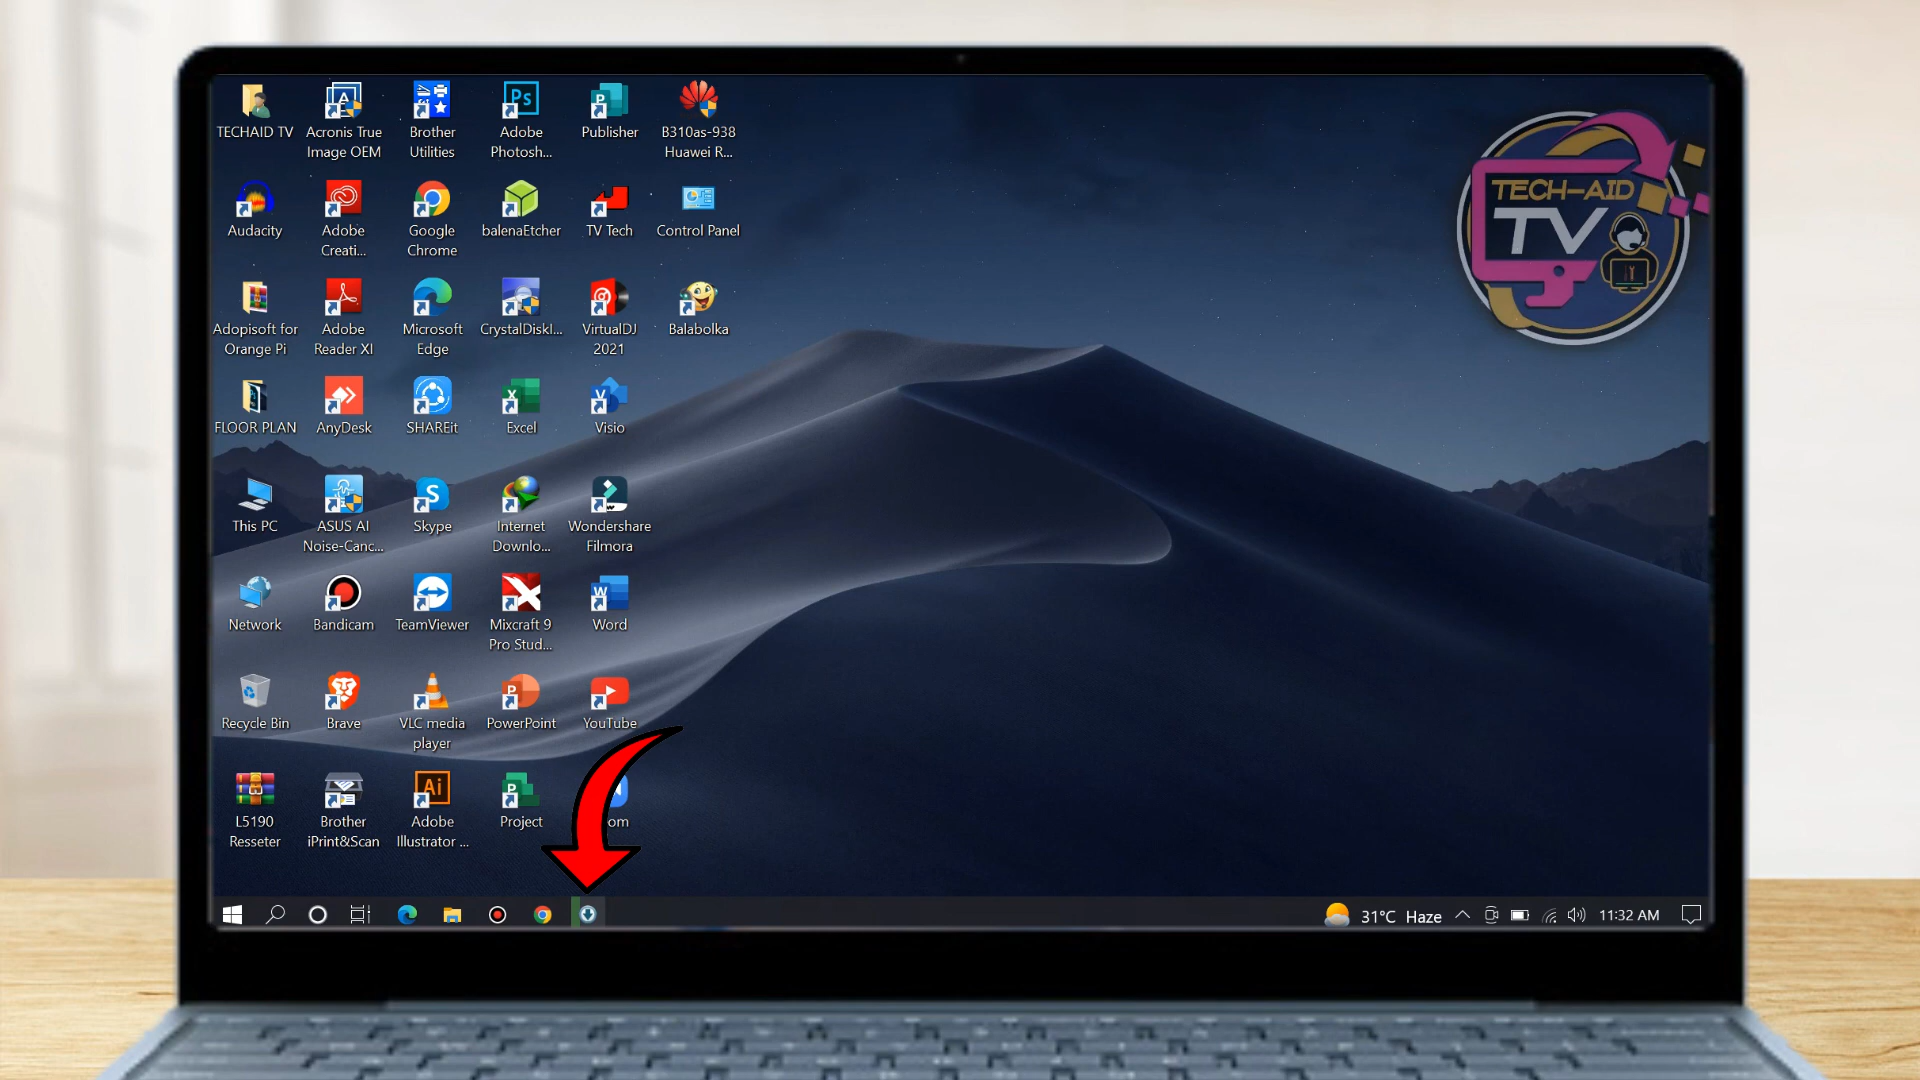 TECHAID TV
Acronis True
Image OEM
Brother
Utilities
Ps
Adobe
Photosh...
P
Publisher
B310as-938
Huawei R...
Audacity
Adobe
Creati...
Google
Chrome
balenaEtcher
TV Tech
Control Panel
TECH-AID
TV
Adopisoft for
Orange Pi
Adobe
Reader XI
Microsoft
Edge
CrystalDiskI...
VirtualDJ
2021
Balabolka
FLOOR PLAN
AnyDesk
SHAREit
X
Excel
V
Visio
This PC
ASUS AI
Noise-Canc...
S
Skype
Internet
Downlo...
Wondershare
Filmora
Network
Bandicam
TeamViewer
Mixcraft 9
Pro Stud...
W
Word
Recycle Bin
Brave
VLC media
player
P
PowerPoint
YouTube
L5190
Resseter
Brother
iPrint&Scan
Ai
Adobe
Illustrator ...
P
Project
om
31°C Haze
11:32 AM